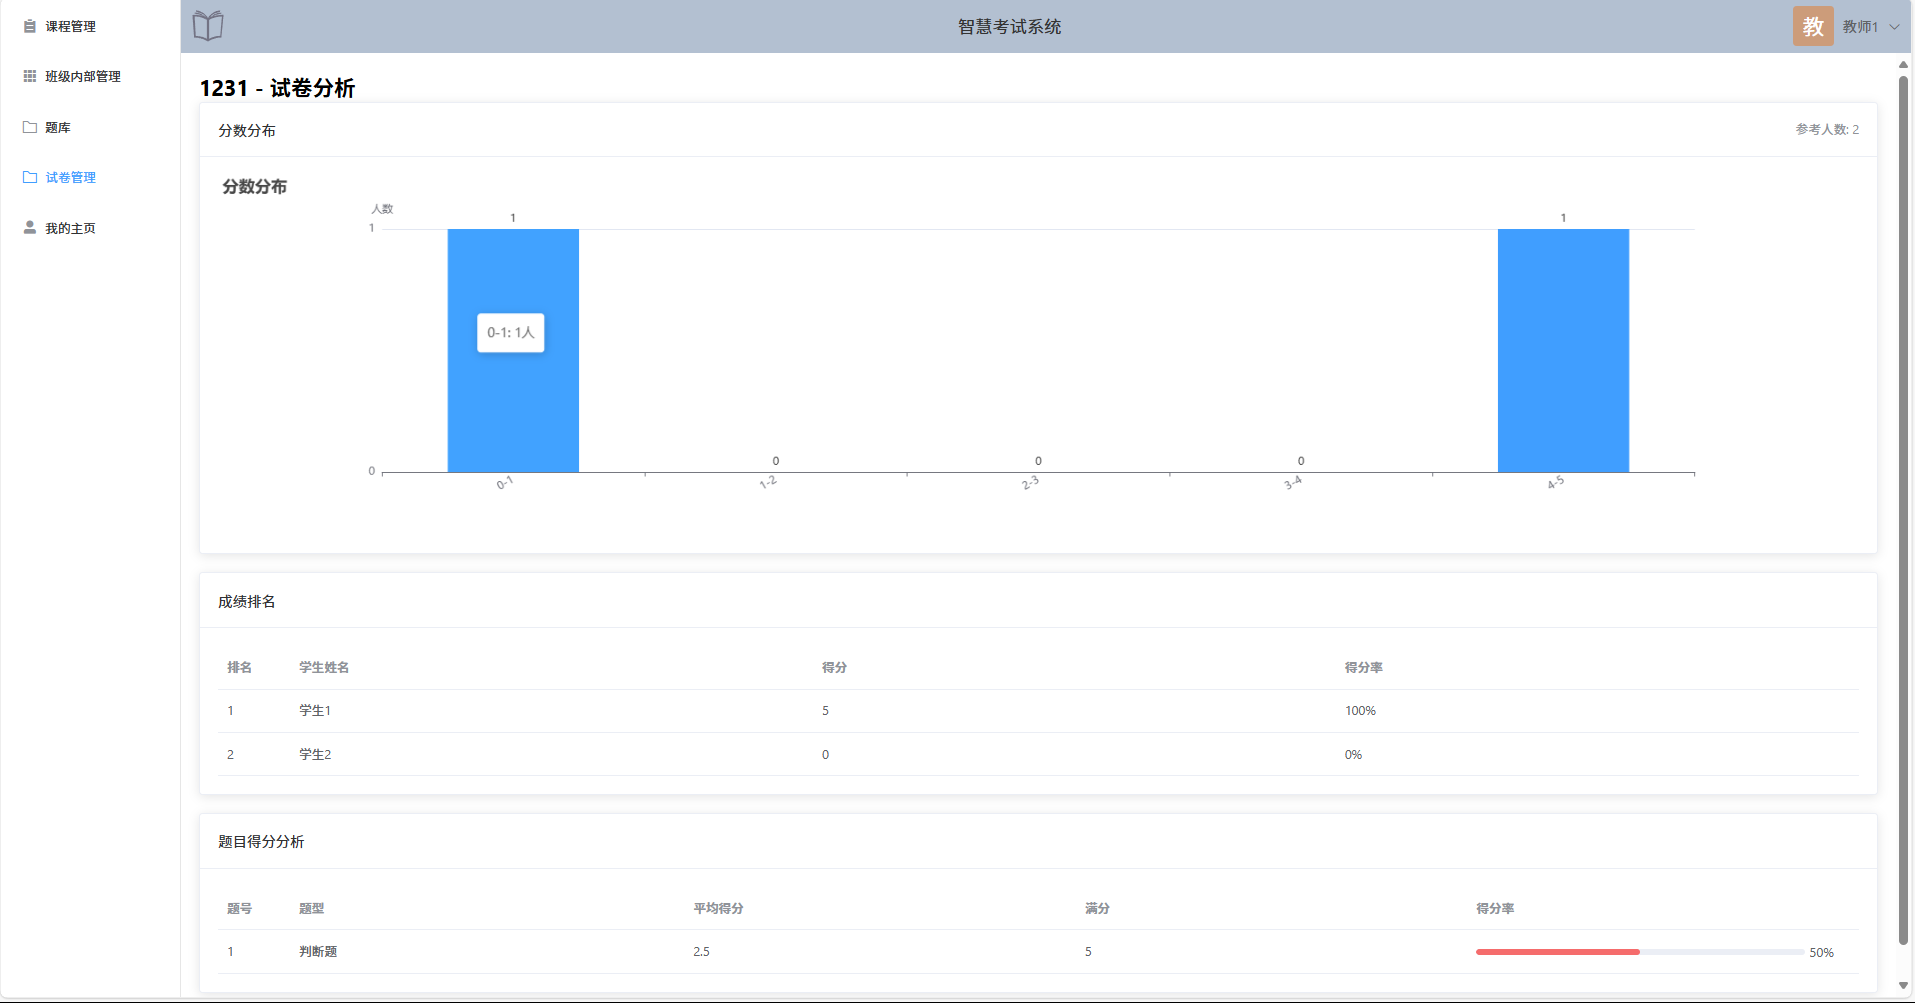 课程管理
班级内部管理
题库
试卷管理
我的主页
智慧考试系统
教 教师1
1231 - 试卷分析
分数分布
参考人数: 2
分数分布
人数
1
0
1
0
0
0
1
0-1: 1人
0-1
1-2
2-3
3-4
4-5
成绩排名
排名 学生姓名 得分 得分率
1 学生1 5 100%
2 学生2 0 0%
题目得分分析
题号 题型 平均得分 满分 得分率
1 判断题 2.5 5 50%